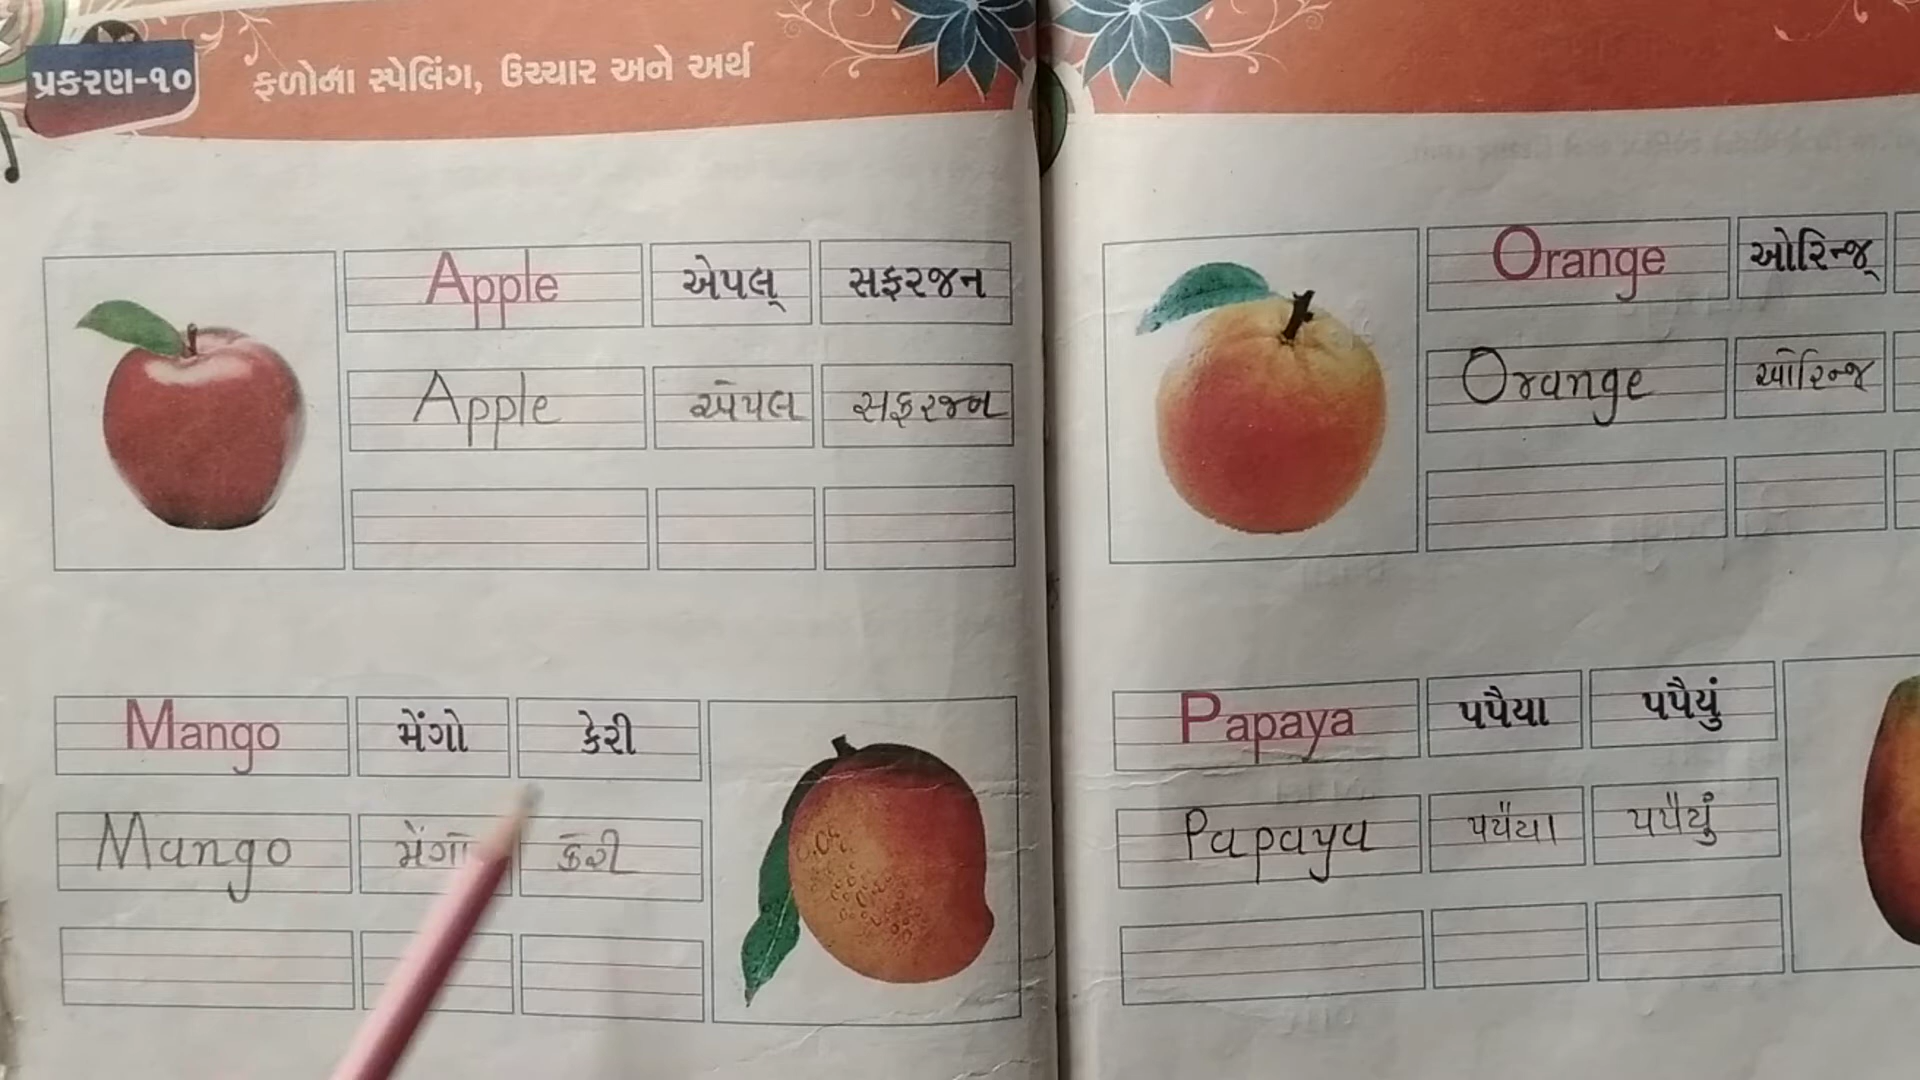 પ્રકરણ-૧૦ ફળોના સ્પેલિંગ, ઉચ્ચાર અને અર્થ
Apple એપલ્ સફરજન
Apple એપલ સફરજન
Mango મેંગો કેરી
Mango મેંગો કેરી
Orange ઓરિન્જ્
Orange ઓરિન્જ
Papaya પપૈયા પપૈયું
Papaya પપૈયા પપૈયું